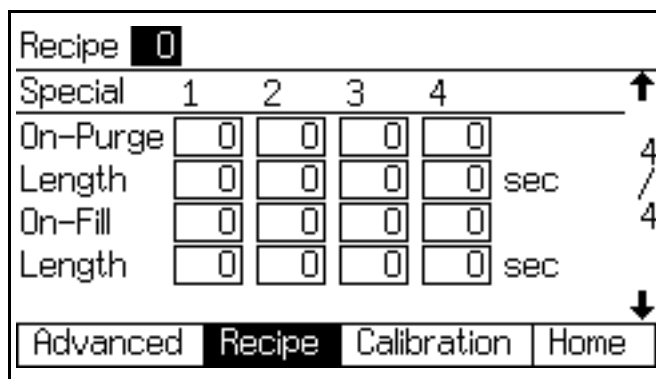 Recipe 0
Special 1 2 3 4
On-Purge 0 0 0 0
Length 0 0 0 0 sec
On-Fill 0 0 0 0
Length 0 0 0 0 sec
4
/
4
Advanced Recipe Calibration Home